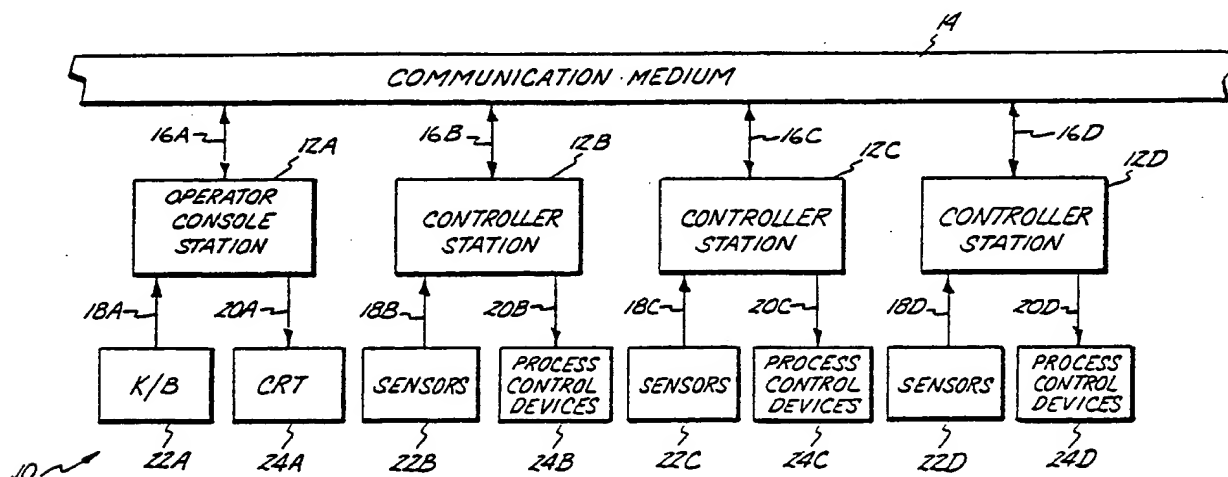 14
COMMUNICATION MEDIUM
16A 16B 16C 16D
12A 12B 12C 12D
OPERATOR CONSOLE STATION
CONTROLLER STATION
CONTROLLER STATION
CONTROLLER STATION
18A 20A 18B 20B 18C 20C 18D 20D
K/B
CRT
SENSORS
PROCESS CONTROL DEVICES
SENSORS
PROCESS CONTROL DEVICES
SENSORS
PROCESS CONTROL DEVICES
10
22A 24A 22B 24B 22C 24C 22D 24D